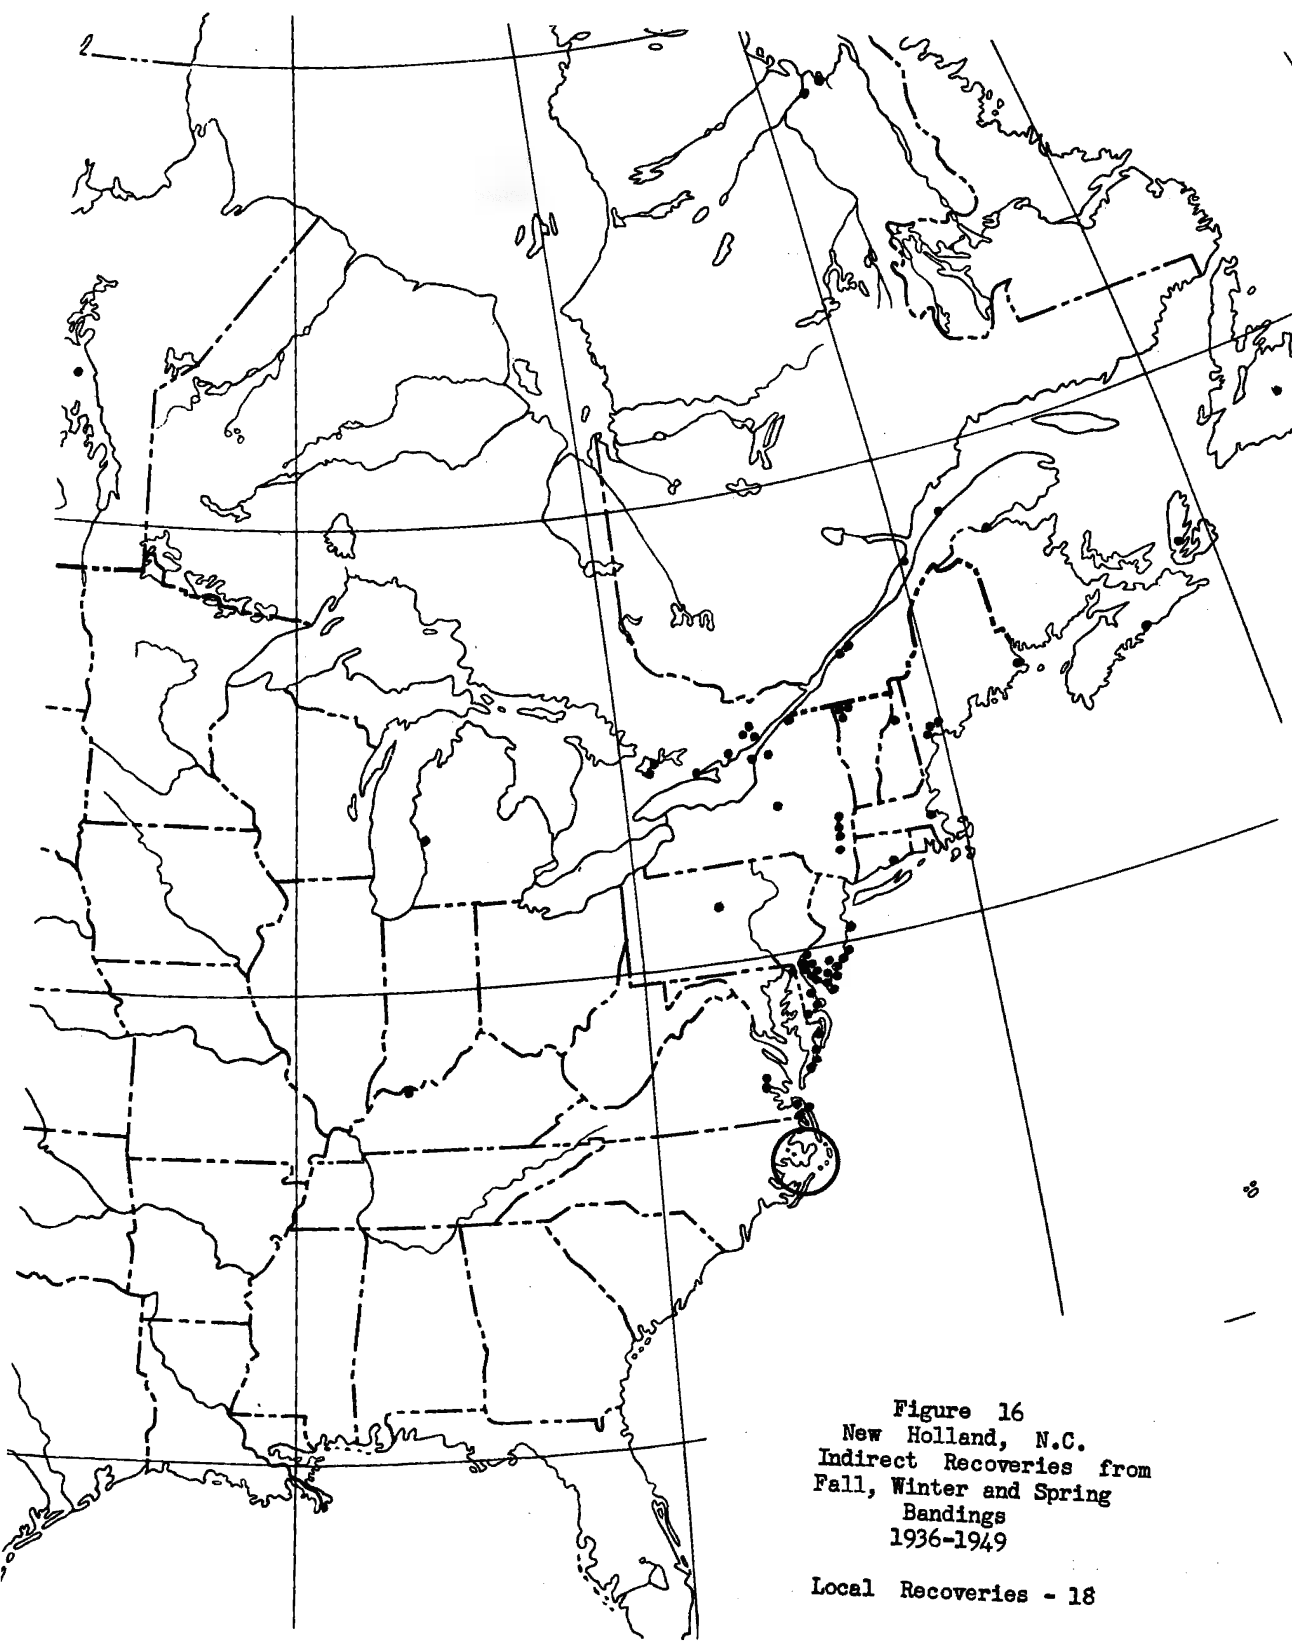 Figure 16
New Holland, N.C.
Indirect Recoveries from
Fall, Winter and Spring
Bandings
1936-1949
Local Recoveries - 18